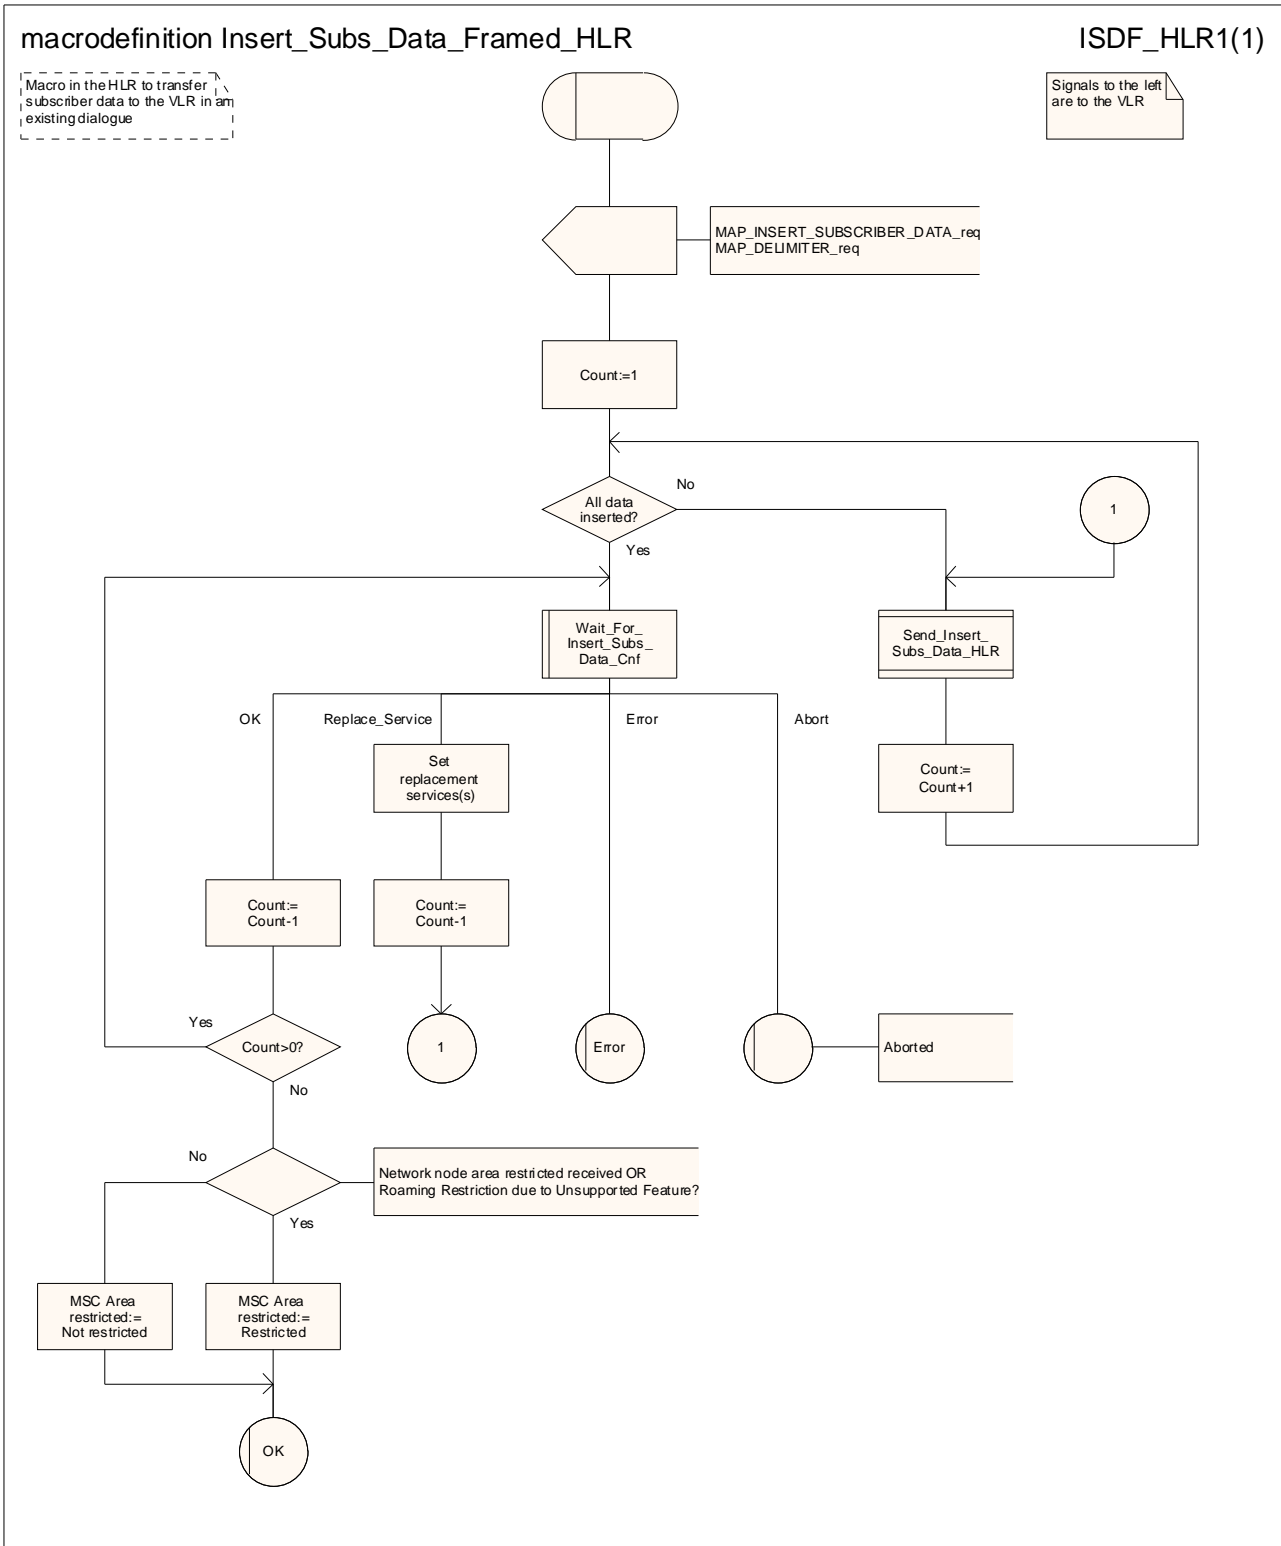 macrodefinition Insert_Subs_Data_Framed_HLR
ISDF_HLR1(1)
Macro in the HLR to transfer
subscriber data to the VLR in an
existing dialogue
Signals to the left
are to the VLR
MAP_INSERT_SUBSCRIBER_DATA_req
MAP_DELIMITER_req
Count:=1
No
All data
inserted?
1
Yes
Wait_For_
Insert_Subs_
Data_Cnf
Send_Insert_
Subs_Data_HLR
OK
Replace_Service
Error
Abort
Set
replacement
services(s)
Count:=
Count+1
Count:=
Count-1
Count:=
Count-1
Yes
Count>0?
1
Error
Aborted
No
No
Network node area restricted received OR
Roaming Restriction due to Unsupported Feature?
Yes
MSC Area
restricted:=
Not restricted
MSC Area
restricted:=
Restricted
OK